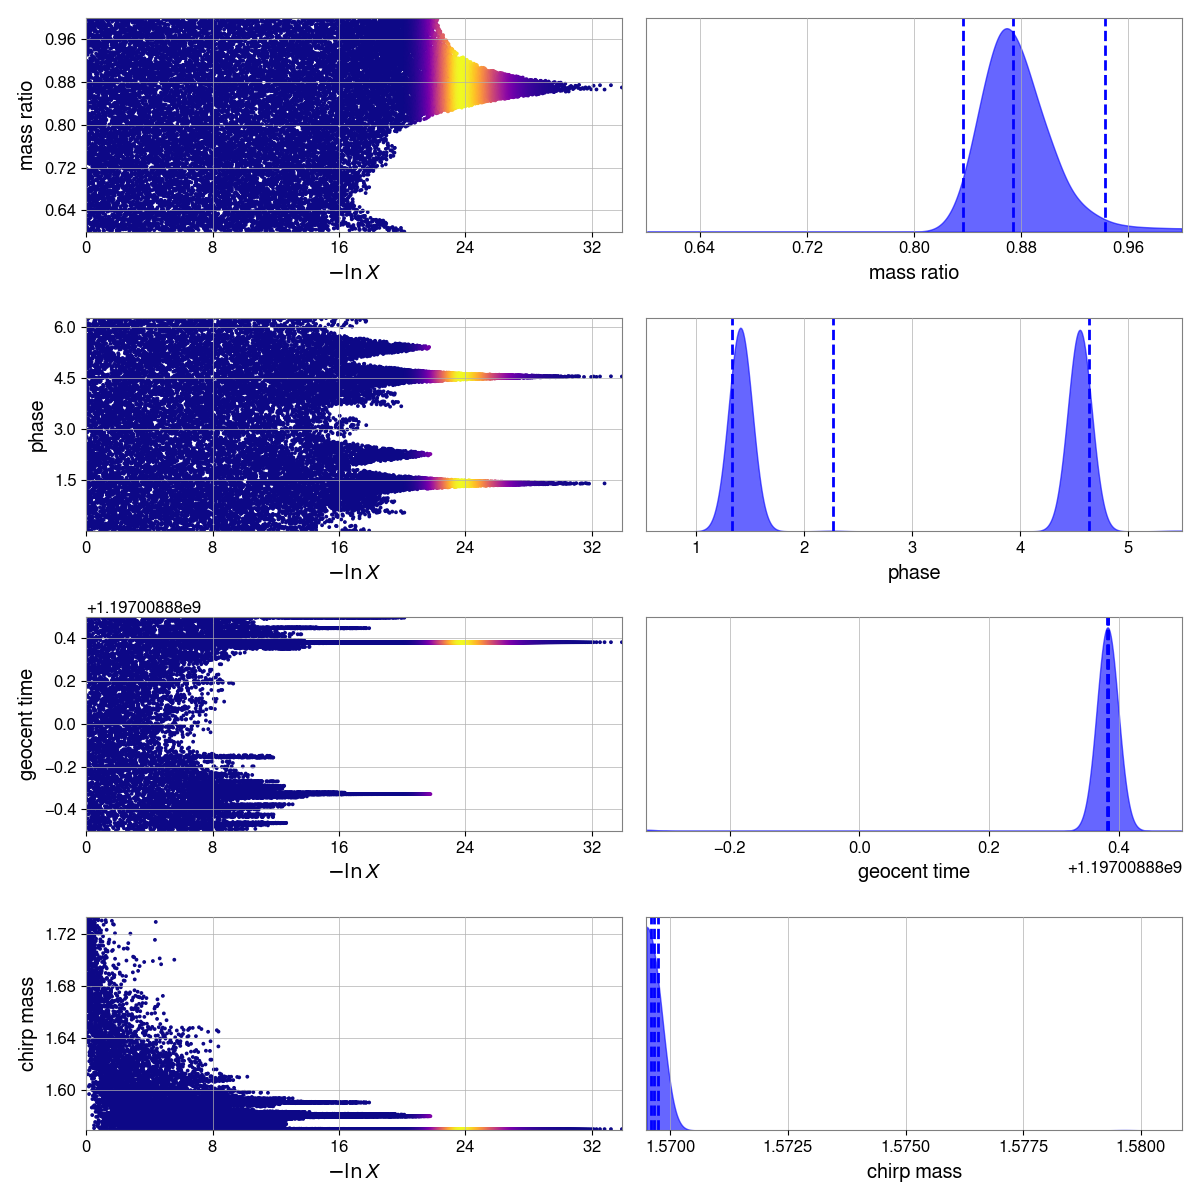 mass ratio
0.96
0.88
0.80
0.72
0.64
0 8 16 24 32
−ln X
0.64 0.72 0.80 0.88 0.96
mass ratio
phase
6.0
4.5
3.0
1.5
0 8 16 24 32
−ln X
1 2 3 4 5
phase
+1.19700888e9
geocent time
0.4
0.2
0.0
−0.2
−0.4
0 8 16 24 32
−ln X
−0.2 0.0 0.2 0.4
+1.19700888e9
geocent time
chirp mass
1.72
1.68
1.64
1.60
0 8 16 24 32
−ln X
1.5700 1.5725 1.5750 1.5775 1.5800
chirp mass